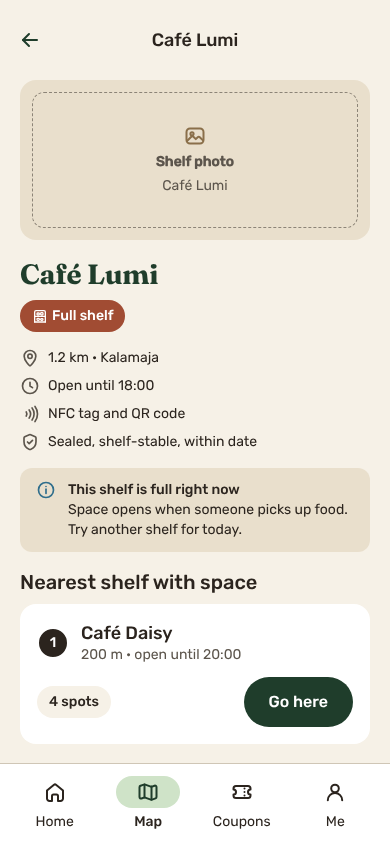 Café Lumi
Shelf photo
Café Lumi
Café Lumi
Full shelf
1.2 km • Kalamaja
Open until 18:00
NFC tag and QR code
Sealed, shelf-stable, within date
This shelf is full right now
Space opens when someone picks up food.
Try another shelf for today.
Nearest shelf with space
1
Café Daisy
200 m • open until 20:00
4 spots
Go here
Home
Map
Coupons
Me